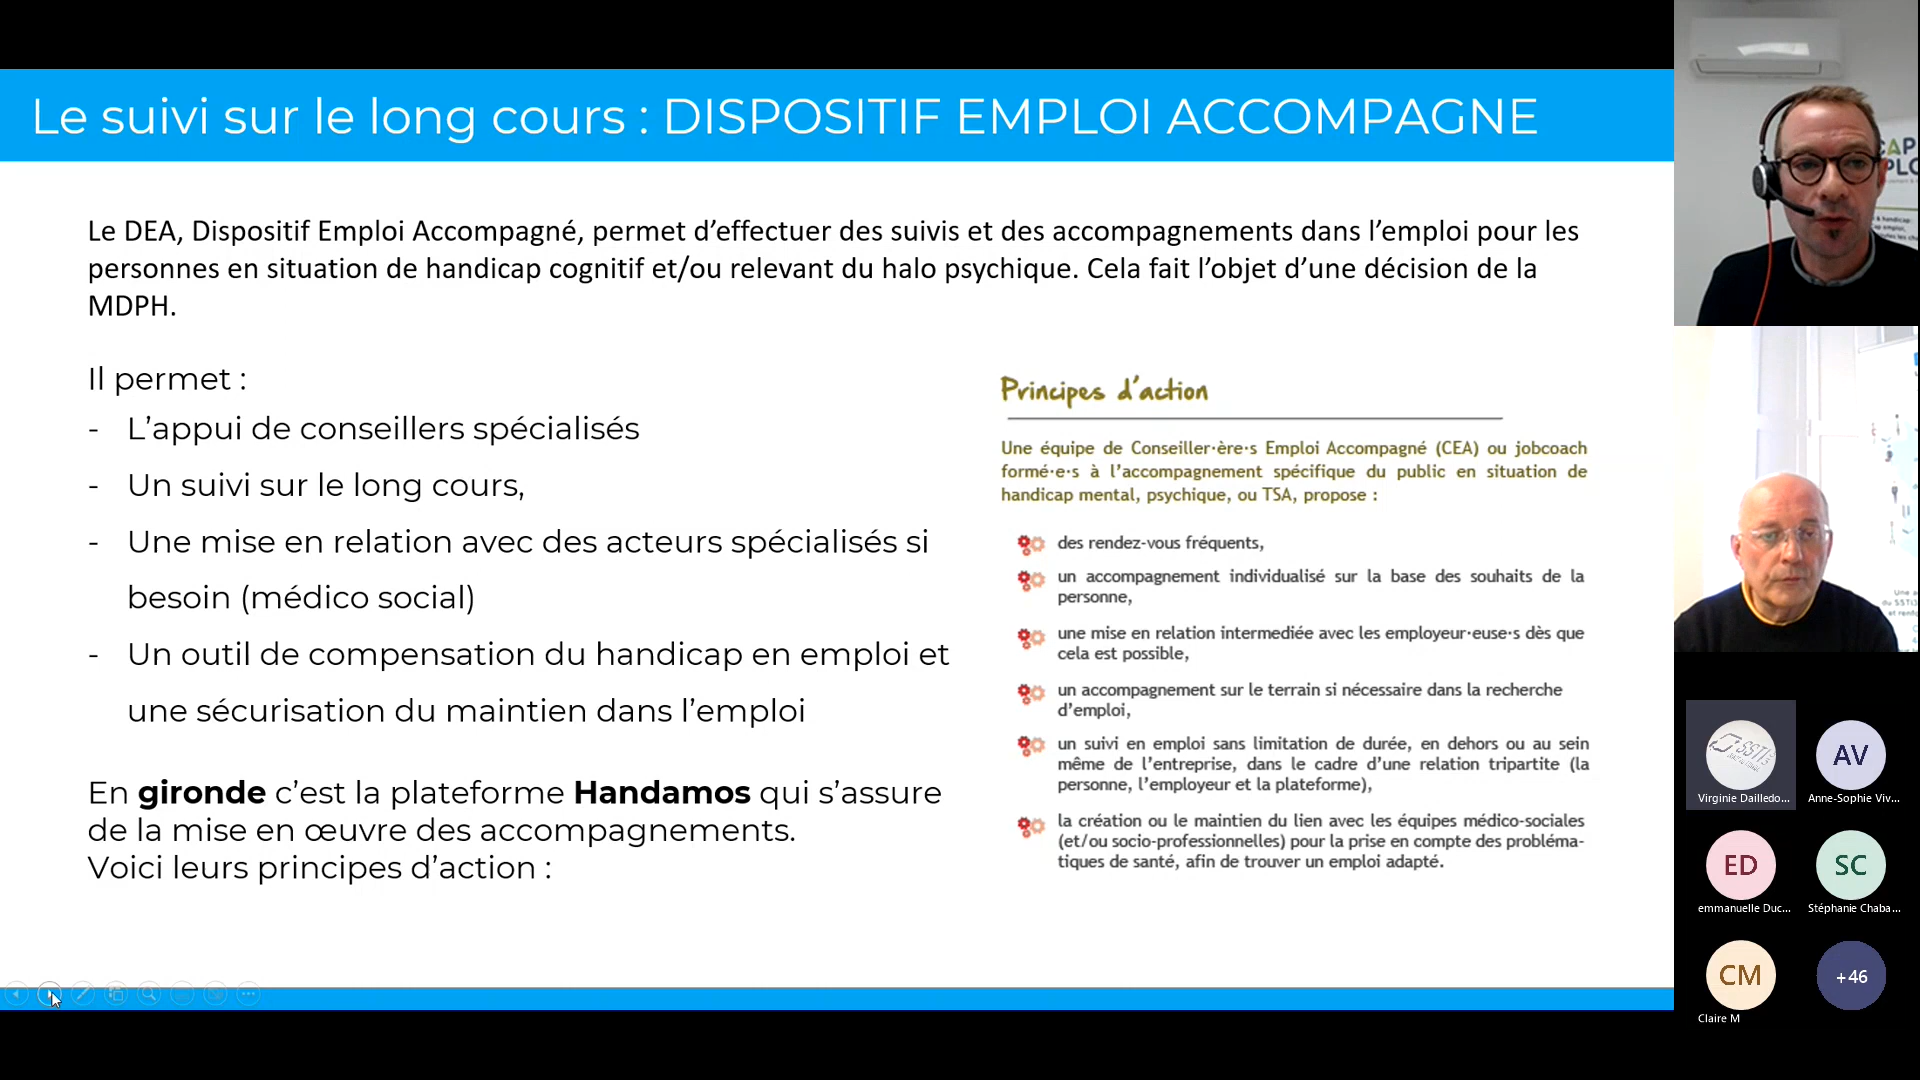 Le suivi sur le long cours : DISPOSITIF EMPLOI ACCOMPAGNE
Le DEA, Dispositif Emploi Accompagné, permet d’effectuer des suivis et des accompagnements dans l’emploi pour les
personnes en situation de handicap cognitif et/ou relevant du halo psychique. Cela fait l’objet d’une décision de la
MDPH.
Il permet :
- L’appui de conseillers spécialisés
- Un suivi sur le long cours,
- Une mise en relation avec des acteurs spécialisés si
besoin (médico social)
- Un outil de compensation du handicap en emploi et
une sécurisation du maintien dans l’emploi
En gironde c’est la plateforme Handamos qui s’assure
de la mise en œuvre des accompagnements.
Voici leurs principes d’action :
Principes d’action
Une équipe de Conseiller·ère·s Emploi Accompagné (CEA) ou jobcoach
formé·e·s à l’accompagnement spécifique du public en situation de
handicap mental, psychique, ou TSA, propose :
des rendez-vous fréquents,
un accompagnement individualisé sur la base des souhaits de la
personne,
une mise en relation intermediée avec les employeur·euse·s dès que
cela est possible,
un accompagnement sur le terrain si nécessaire dans la recherche
d’emploi,
un suivi en emploi sans limitation de durée, en dehors ou au sein
même de l’entreprise, dans le cadre d’une relation tripartite (la
personne, l’employeur et la plateforme),
la création ou le maintien du lien avec les équipes médico-sociales
(et/ou socio-professionnelles) pour la prise en compte des probléma-
tiques de santé, afin de trouver un emploi adapté.
Virginie Dailledo...
AV
Anne-Sophie Viv...
ED
emmanuelle Duc...
SC
Stéphanie Chaba...
CM
Claire M
+46